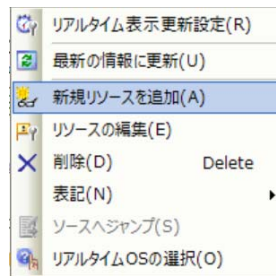 リアルタイム表示更新設定(R)
最新の情報に更新(U)
新規リソースを追加(A)
リソースの編集(E)
削除(D) Delete
表記(N)
ソースへジャンプ(S)
リアルタイムOSの選択(O)